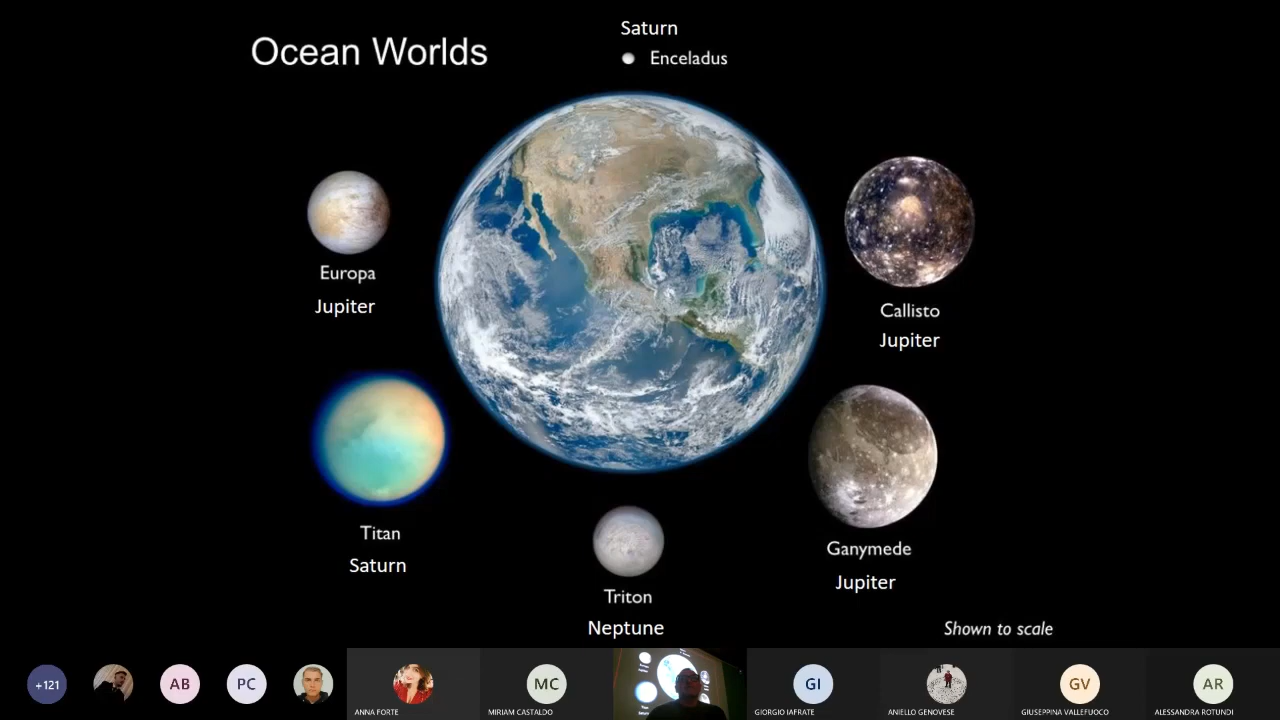 Ocean Worlds
Saturn
Enceladus
Europa
Jupiter
Callisto
Jupiter
Titan
Saturn
Ganymede
Jupiter
Triton
Neptune
Shown to scale
+121
AB
PC
ANNA FORTE
MC
MIRIAM CASTALDO
GI
GIORGIO IAFRATE
ANIELLO GENOVESE
GV
GIUSEPPINA VALLEFUOCO
AR
ALESSANDRA ROTUNDI